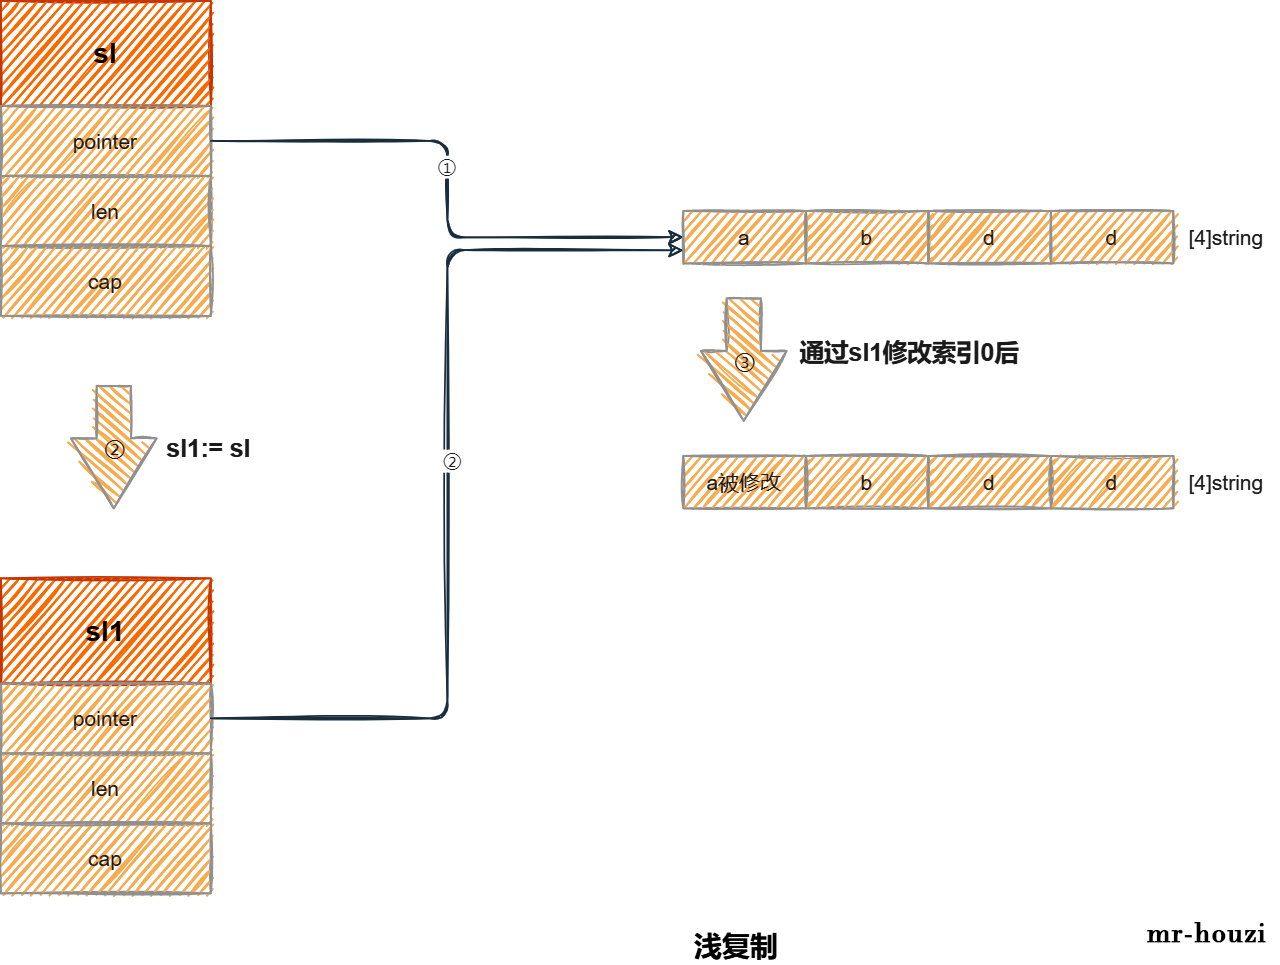 sl
pointer
len
cap
①
a b d d [4]string
③
通过sl1修改索引0后
② sl1:= sl
②
a被修改 b d d [4]string
sl1
pointer
len
cap
浅复制
mr-houzi